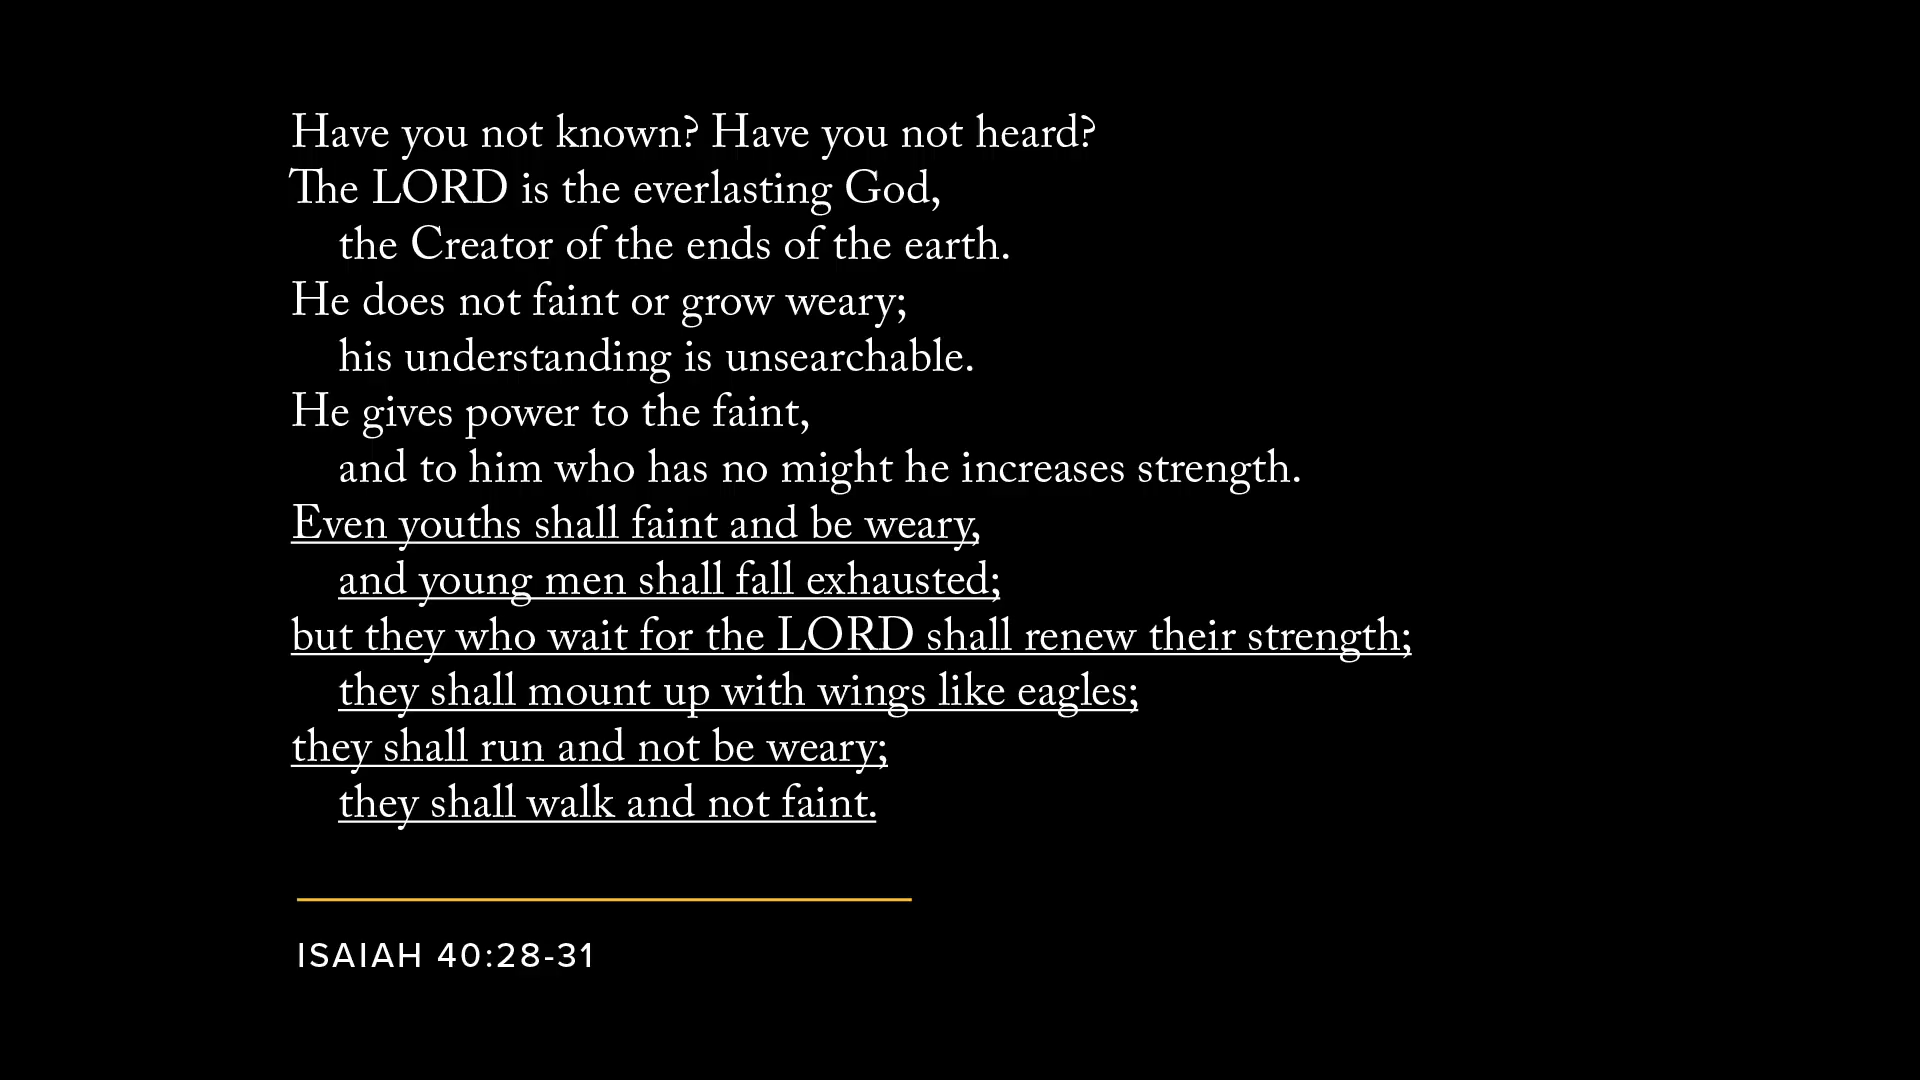 Have you not known? Have you not heard?
The LORD is the everlasting God,
the Creator of the ends of the earth.
He does not faint or grow weary;
his understanding is unsearchable.
He gives power to the faint,
and to him who has no might he increases strength.
Even youths shall faint and be weary,
and young men shall fall exhausted;
but they who wait for the LORD shall renew their strength;
they shall mount up with wings like eagles;
they shall run and not be weary;
they shall walk and not faint.
ISAIAH 40:28-31